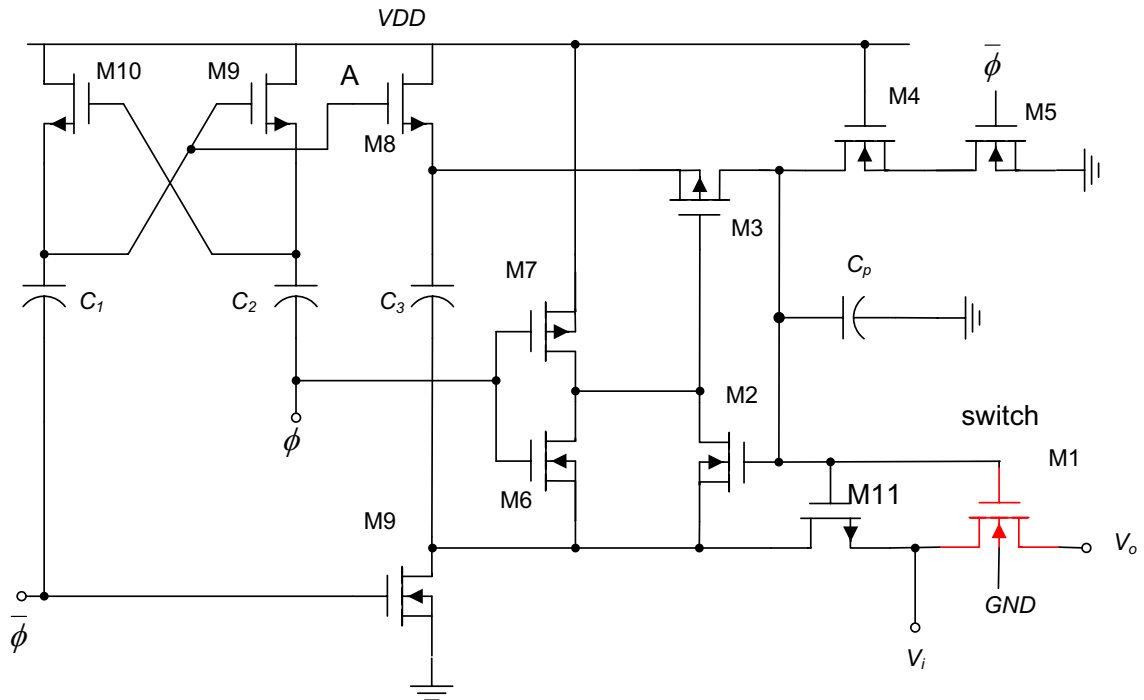 VDD
M10
M9
A
M8
M4
ϕ̅
M5
M3
M7
C₁
C₂
C₃
Cₚ
M2
switch
ϕ
M6
M11
M1
M9
Vₒ
GND
ϕ̅
Vᵢ